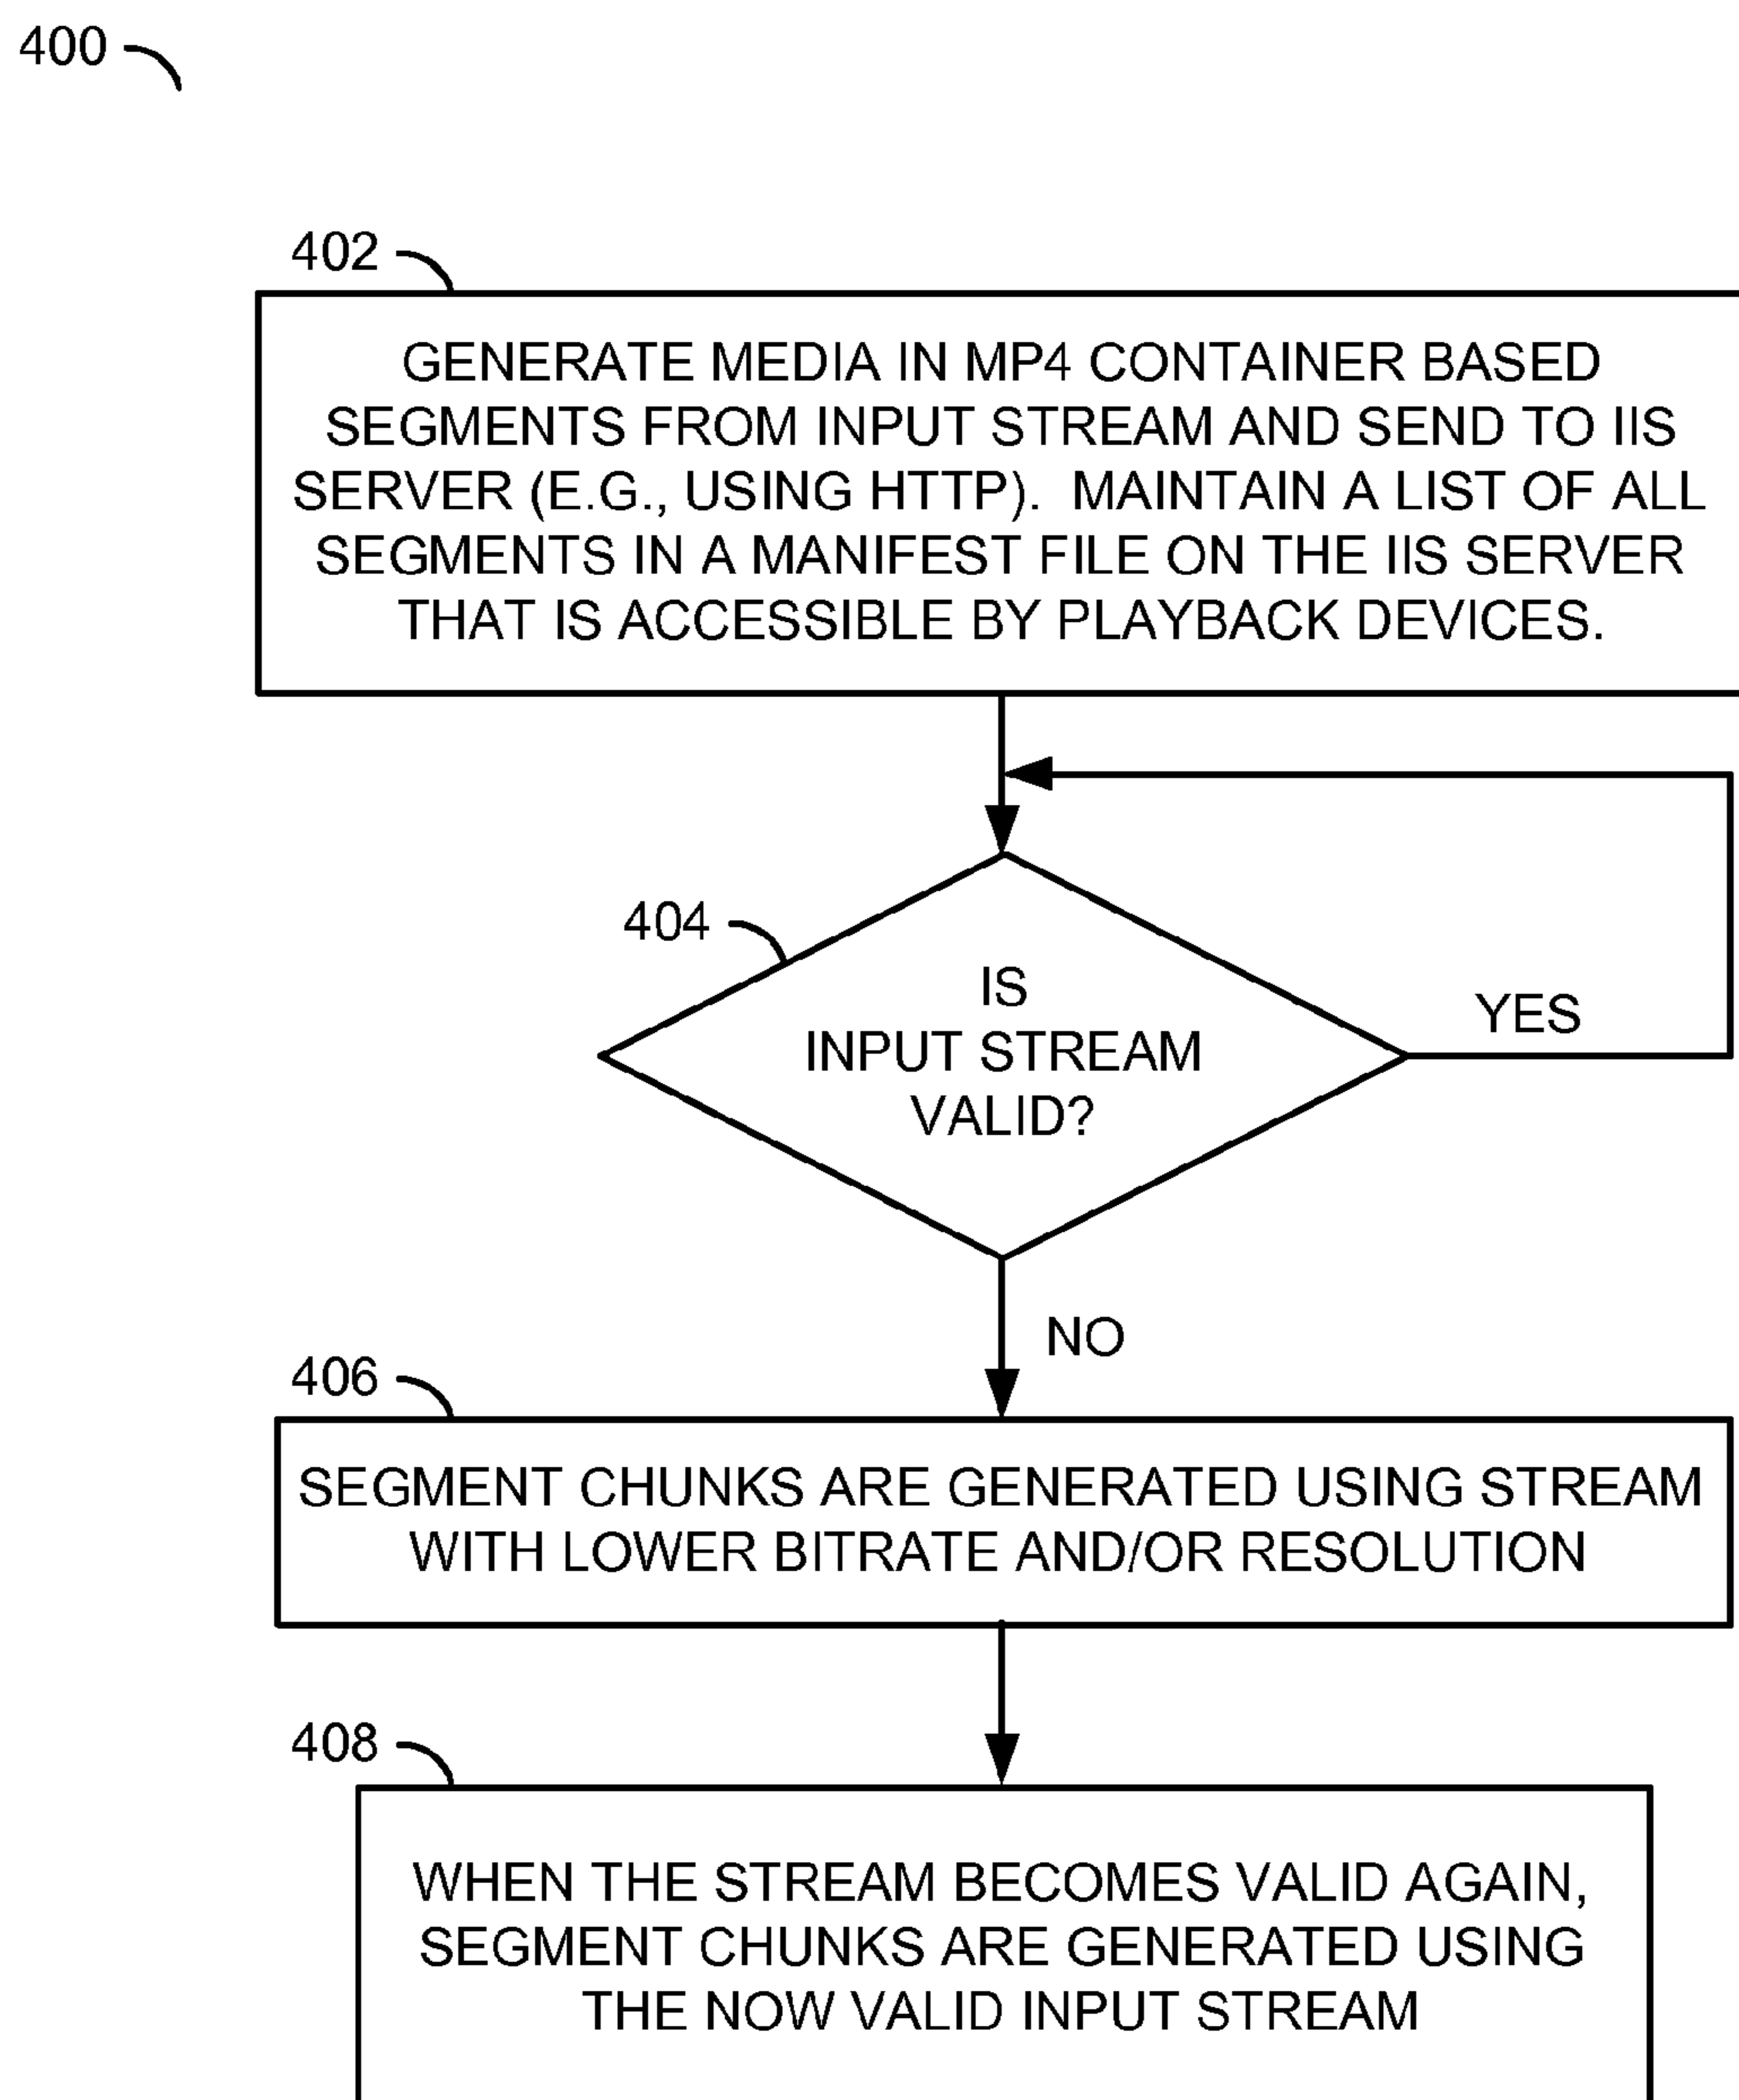 400
402
GENERATE MEDIA IN MP4 CONTAINER BASED
SEGMENTS FROM INPUT STREAM AND SEND TO IIS
SERVER (E.G., USING HTTP).  MAINTAIN A LIST OF ALL
SEGMENTS IN A MANIFEST FILE ON THE IIS SERVER
THAT IS ACCESSIBLE BY PLAYBACK DEVICES.
404
IS
INPUT STREAM
VALID?
YES
NO
406
SEGMENT CHUNKS ARE GENERATED USING STREAM
WITH LOWER BITRATE AND/OR RESOLUTION
408
WHEN THE STREAM BECOMES VALID AGAIN,
SEGMENT CHUNKS ARE GENERATED USING
THE NOW VALID INPUT STREAM